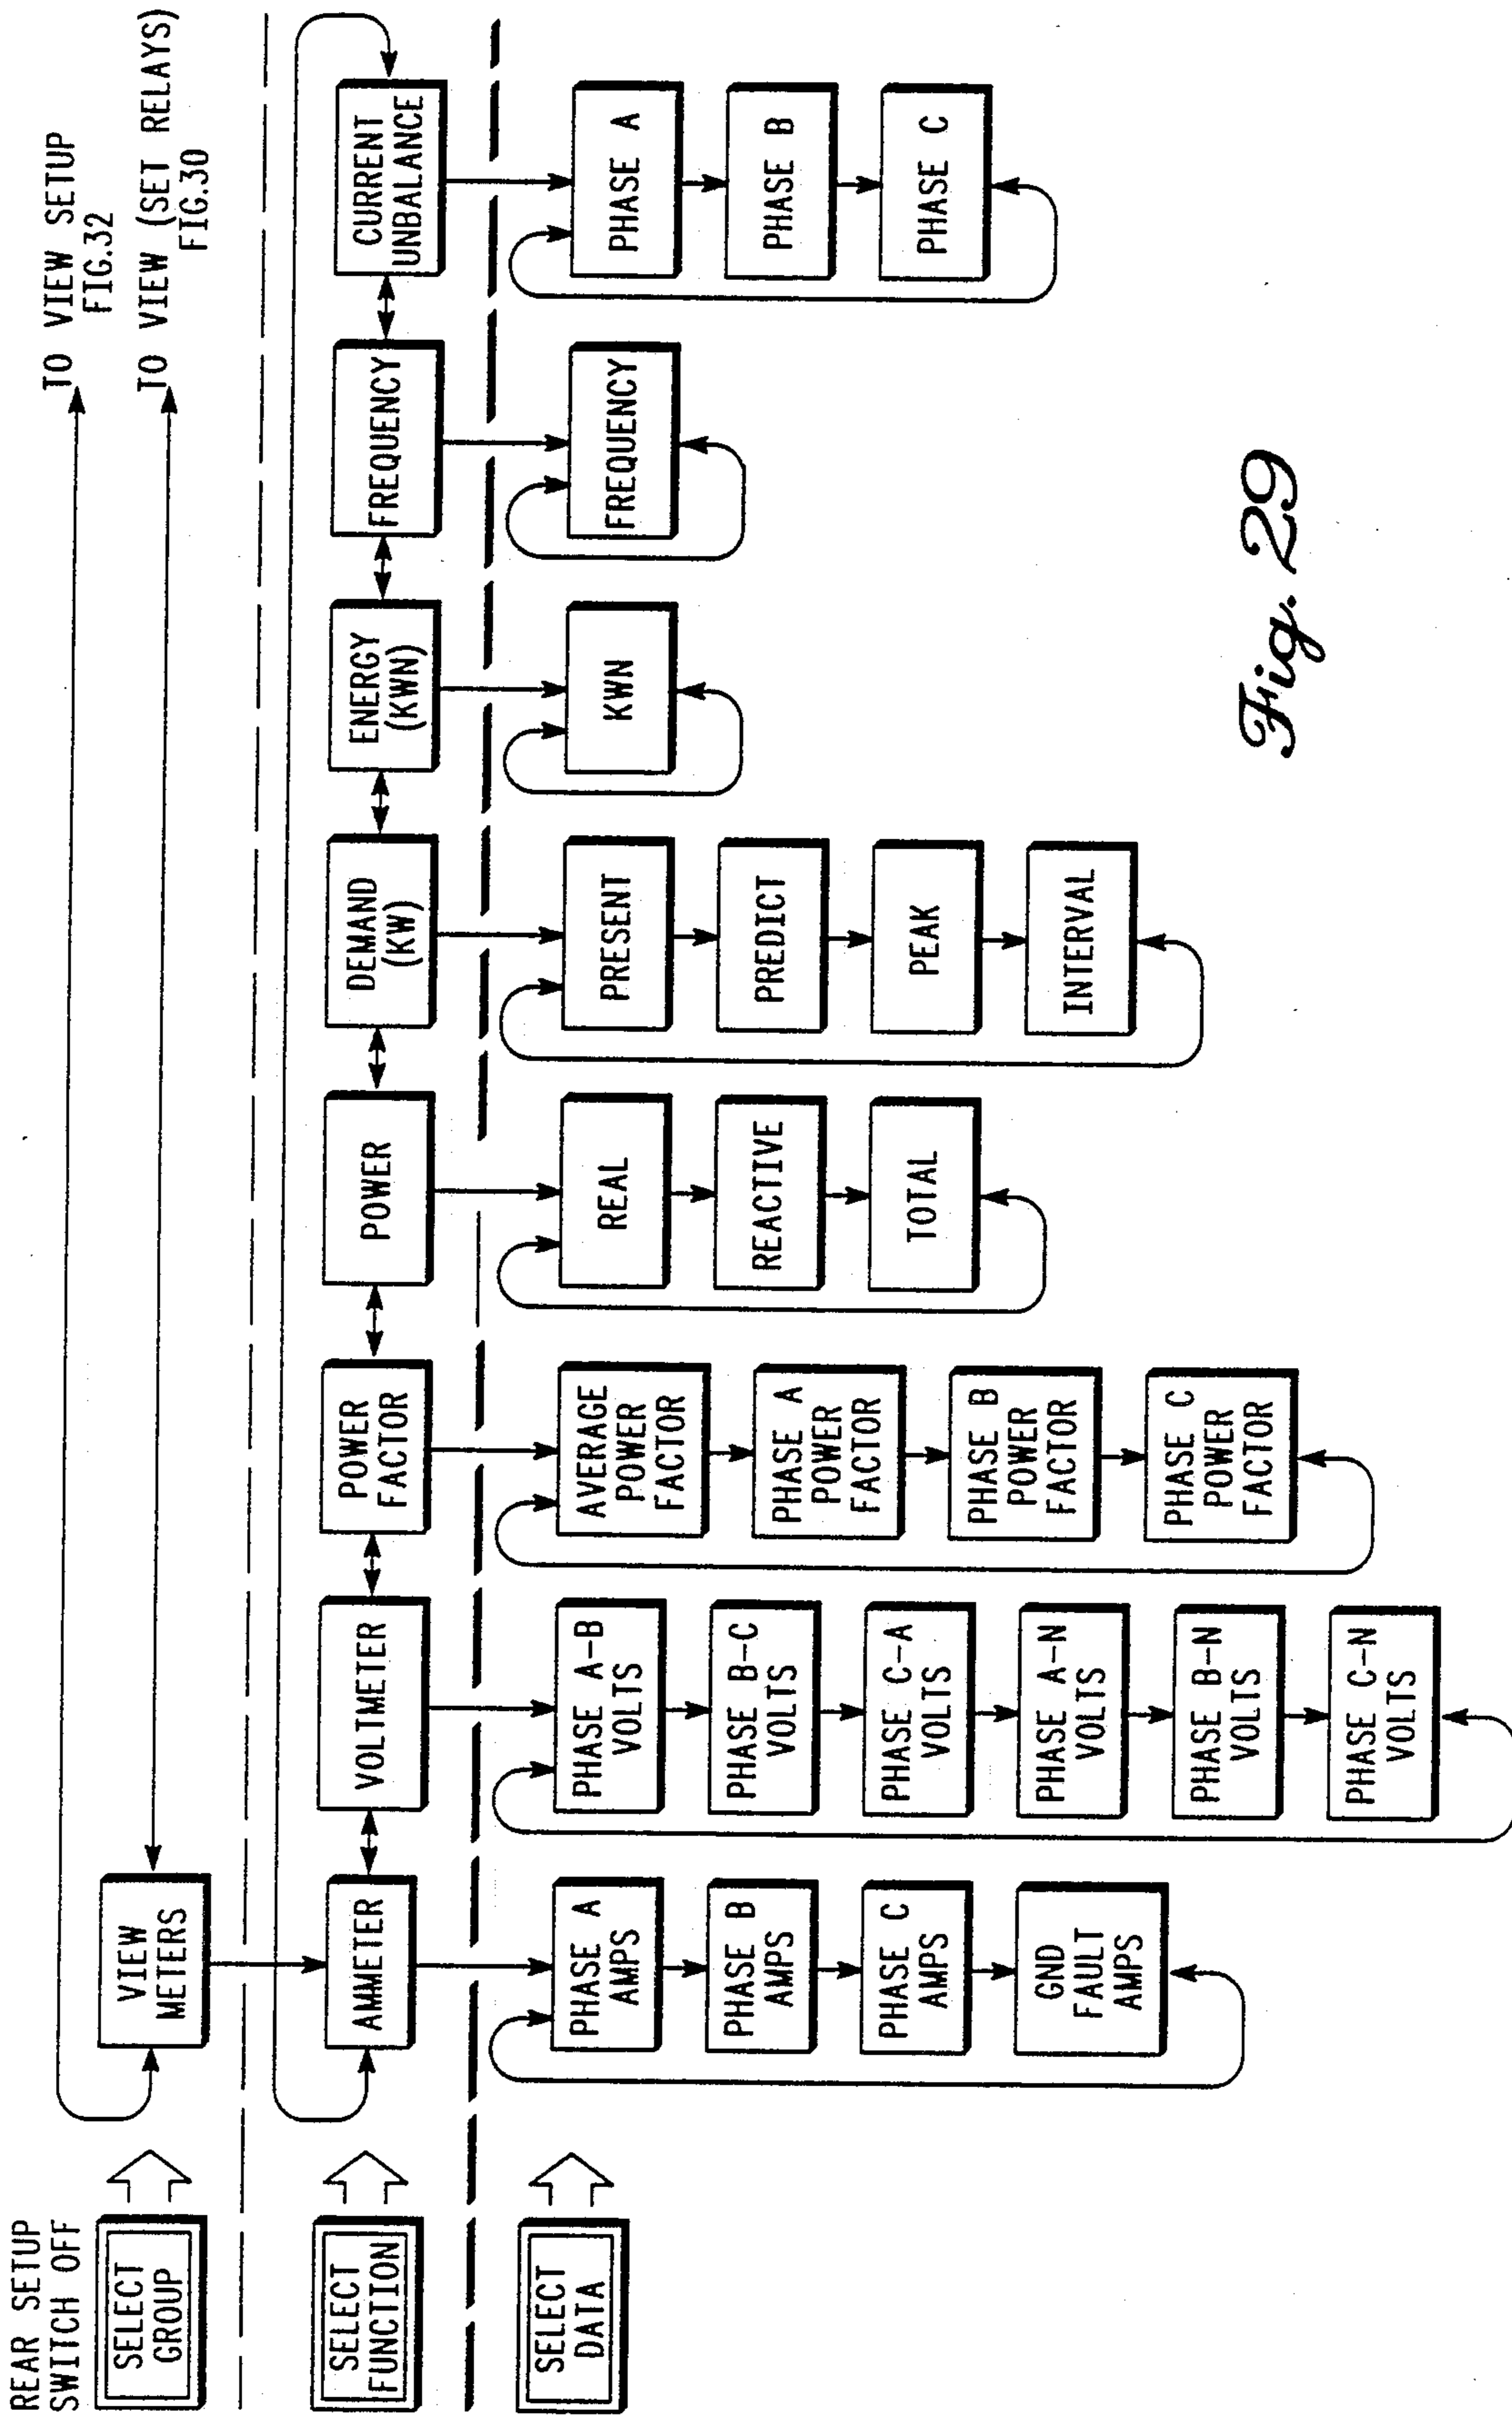 REAR SETUP
SWITCH OFF
SELECT
GROUP
VIEW
METERS
TO VIEW SETUP
FIG.32
TO VIEW (SET RELAYS)
FIG.30
SELECT
FUNCTION
AMMETER
VOLTMETER
POWER
FACTOR
POWER
DEMAND
(KW)
ENERGY
(KWN)
FREQUENCY
CURRENT
UNBALANCE
SELECT
DATA
PHASE A
AMPS
PHASE B
AMPS
PHASE C
AMPS
GND
FAULT
AMPS
PHASE A-B
VOLTS
PHASE B-C
VOLTS
PHASE C-A
VOLTS
PHASE A-N
VOLTS
PHASE B-N
VOLTS
PHASE C-N
VOLTS
AVERAGE
POWER
FACTOR
PHASE A
POWER
FACTOR
PHASE B
POWER
FACTOR
PHASE C
POWER
FACTOR
REAL
REACTIVE
TOTAL
PRESENT
PREDICT
PEAK
INTERVAL
KWN
FREQUENCY
PHASE A
PHASE B
PHASE C
Fig. 29